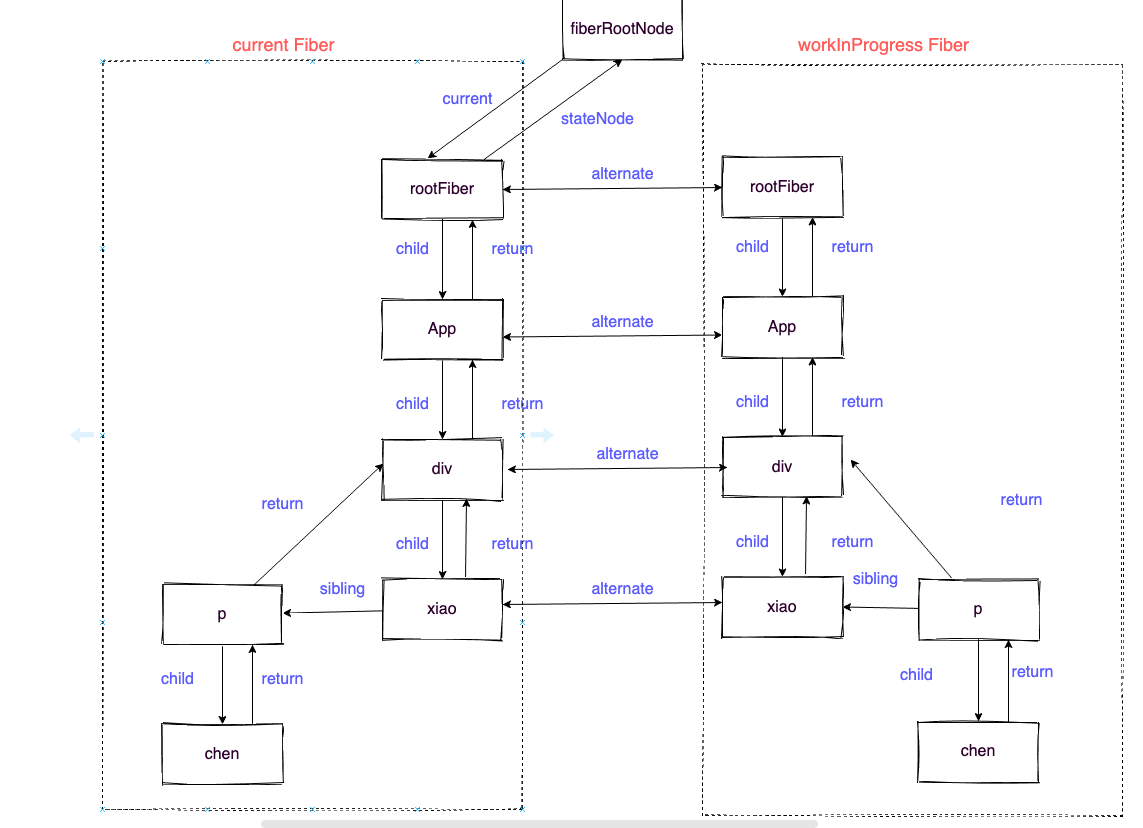 fiberRootNode
current Fiber
workInProgress Fiber
current
stateNode
rootFiber
alternate
rootFiber
child
return
child
return
App
alternate
App
child
return
child
return
div
alternate
div
return
child
return
child
return
return
sibling
xiao
alternate
xiao
sibling
p
p
child
return
child
return
chen
chen